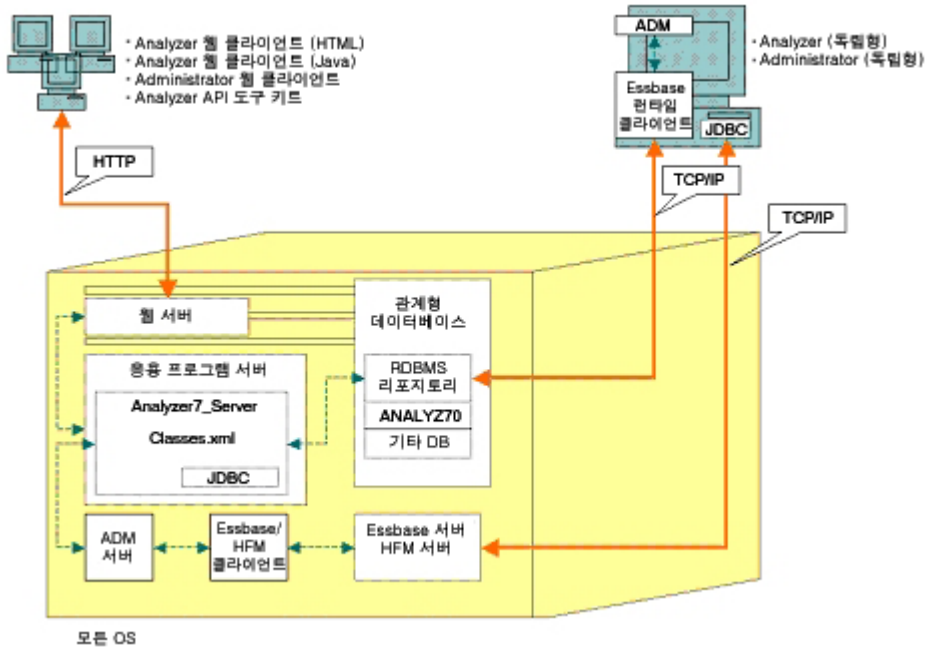 · Analyzer 웹 클라이언트 (HTML)
· Analyzer 웹 클라이언트 (Java)
· Administrator 웹 클라이언트
· Analyzer API 도구 키트
ADM
Essbase
런타임
클라이언트
JDBC
· Analyzer (독립형)
· Administrator (독립형)
HTTP
TCP/IP
TCP/IP
웹 서버
관계형
데이터베이스
응용 프로그램 서버
Analyzer7_Server
Classes.xml
JDBC
RDBMS
리포지토리
ANALYZ70
기타 DB
ADM
서버
Essbase/
HFM
클라이언트
Essbase 서버
HFM 서버
모든 OS